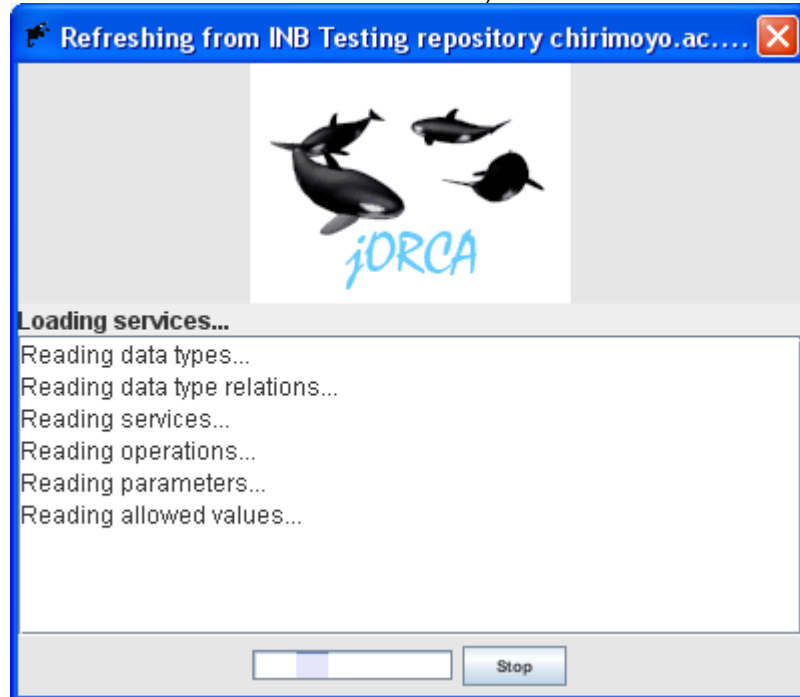 Refreshing from INB Testing repository chirimoyo.ac....
jORCA
Loading services...
Reading data types...
Reading data type relations...
Reading services...
Reading operations...
Reading parameters...
Reading allowed values...
Stop